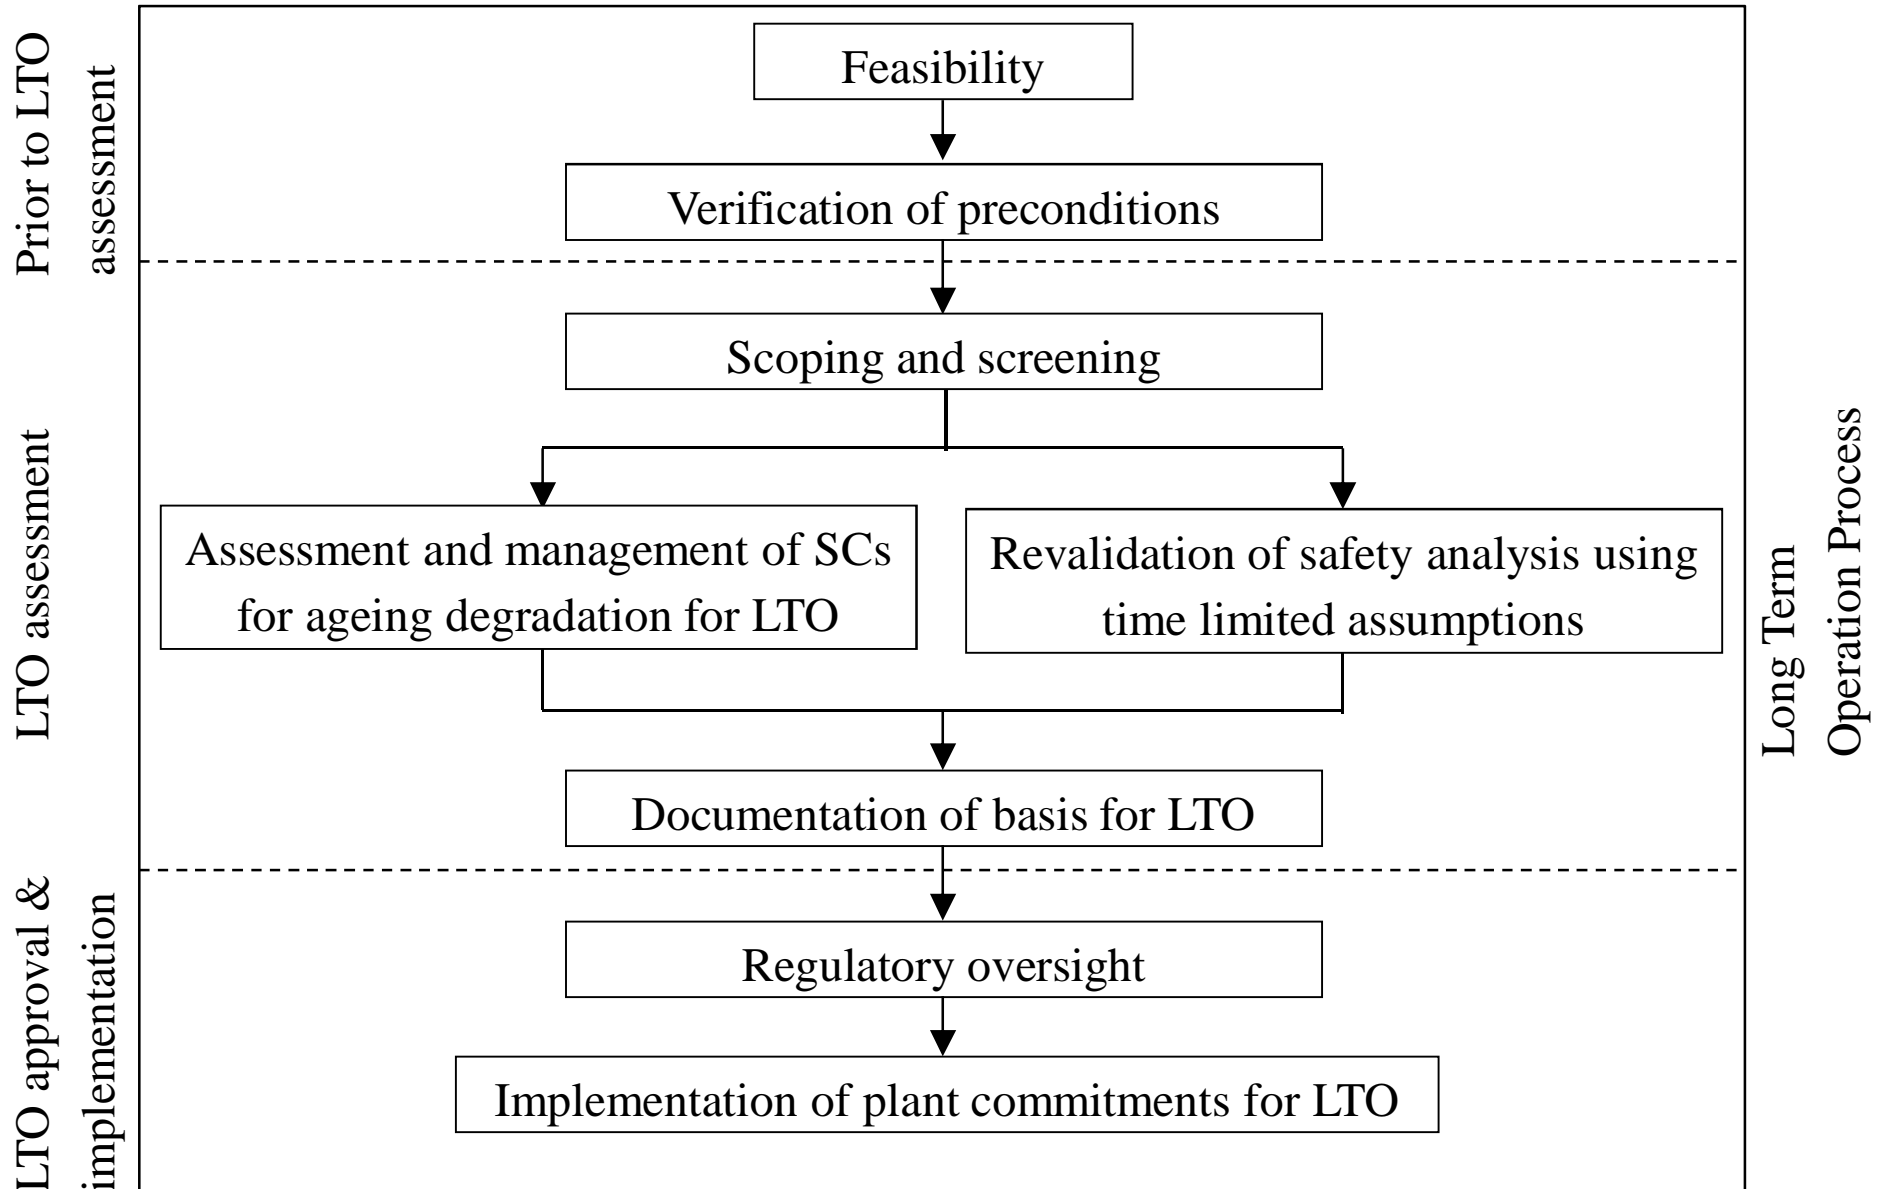 Prior to LTO
assessment
Feasibility
Verification of preconditions
LTO assessment
Scoping and screening
Assessment and management of SCs
for ageing degradation for LTO
Revalidation of safety analysis using
time limited assumptions
Documentation of basis for LTO
LTO approval &
implementation
Regulatory oversight
Implementation of plant commitments for LTO
Long Term
Operation Process